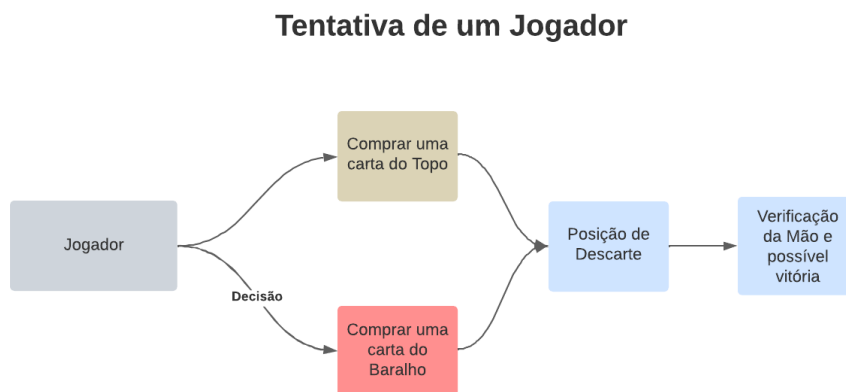 Tentativa de um Jogador
Comprar uma
carta do Topo
Jogador
Posição de
Descarte
Verificação
da Mão e
possível
vitória
Decisão
Comprar uma
carta do
Baralho